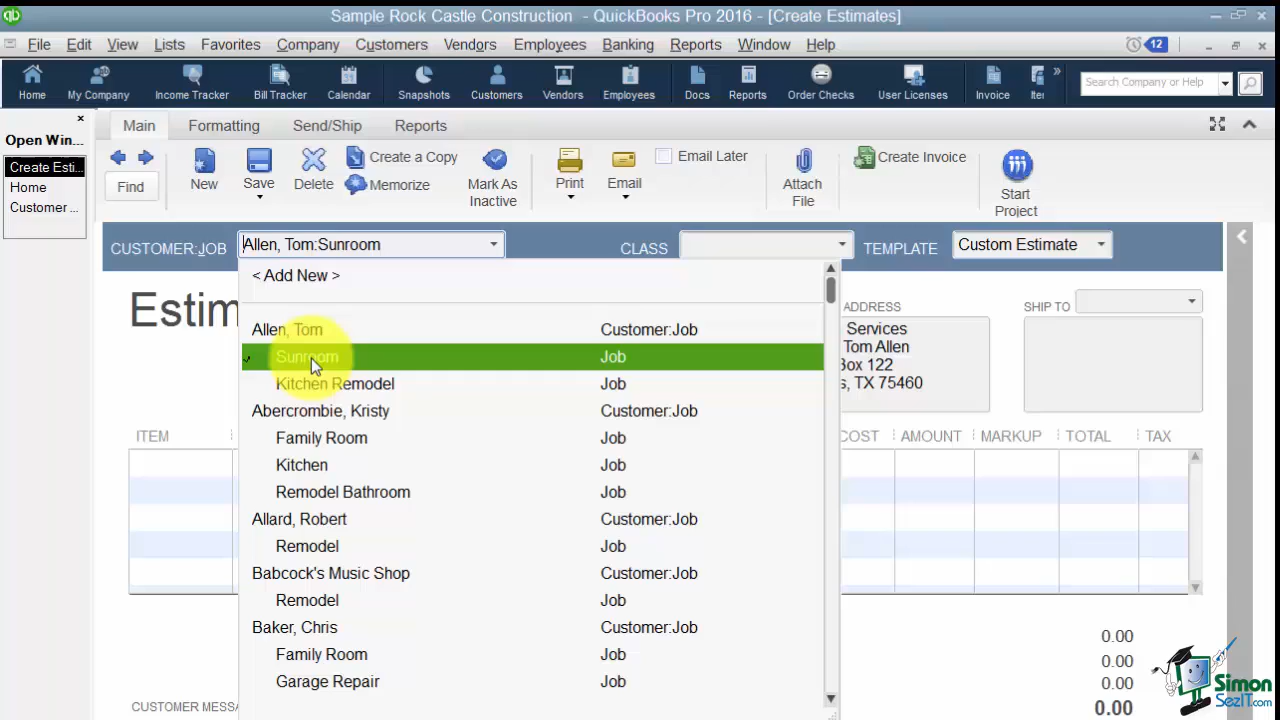 qb
Sample Rock Castle Construction - QuickBooks Pro 2016 - [Create Estimates]
File Edit View Lists Favorites Company Customers Vendors Employees Banking Reports Window Help 12
Home My Company Income Tracker Bill Tracker Calendar Snapshots Customers Vendors Employees Docs Reports Order Checks User Licenses Invoice Iter » Search Company or Help
Open Win...
Create Esti...
Home
Customer ...
Main Formatting Send/Ship Reports
Find
New
Save
Delete
Create a Copy
Memorize
Mark As
Inactive
Print
Email
Email Later
Attach
File
Create Invoice
Start
Project
CUSTOMER:JOB Allen, Tom:Sunroom CLASS TEMPLATE Custom Estimate
< Add New >
Allen, Tom Customer:Job
Sunroom Job
Kitchen Remodel Job
Abercrombie, Kristy Customer:Job
Family Room Job
Kitchen Job
Remodel Bathroom Job
Allard, Robert Customer:Job
Remodel Job
Babcock's Music Shop Customer:Job
Remodel Job
Baker, Chris Customer:Job
Family Room Job
Garage Repair Job
Estim
ADDRESS
Services
Tom Allen
Box 122
s, TX 75460
SHIP TO
ITEM COST AMOUNT MARKUP TOTAL TAX
0.00
0.00
0.00
0.00
CUSTOMER MESSA
Simon
SezIT.com